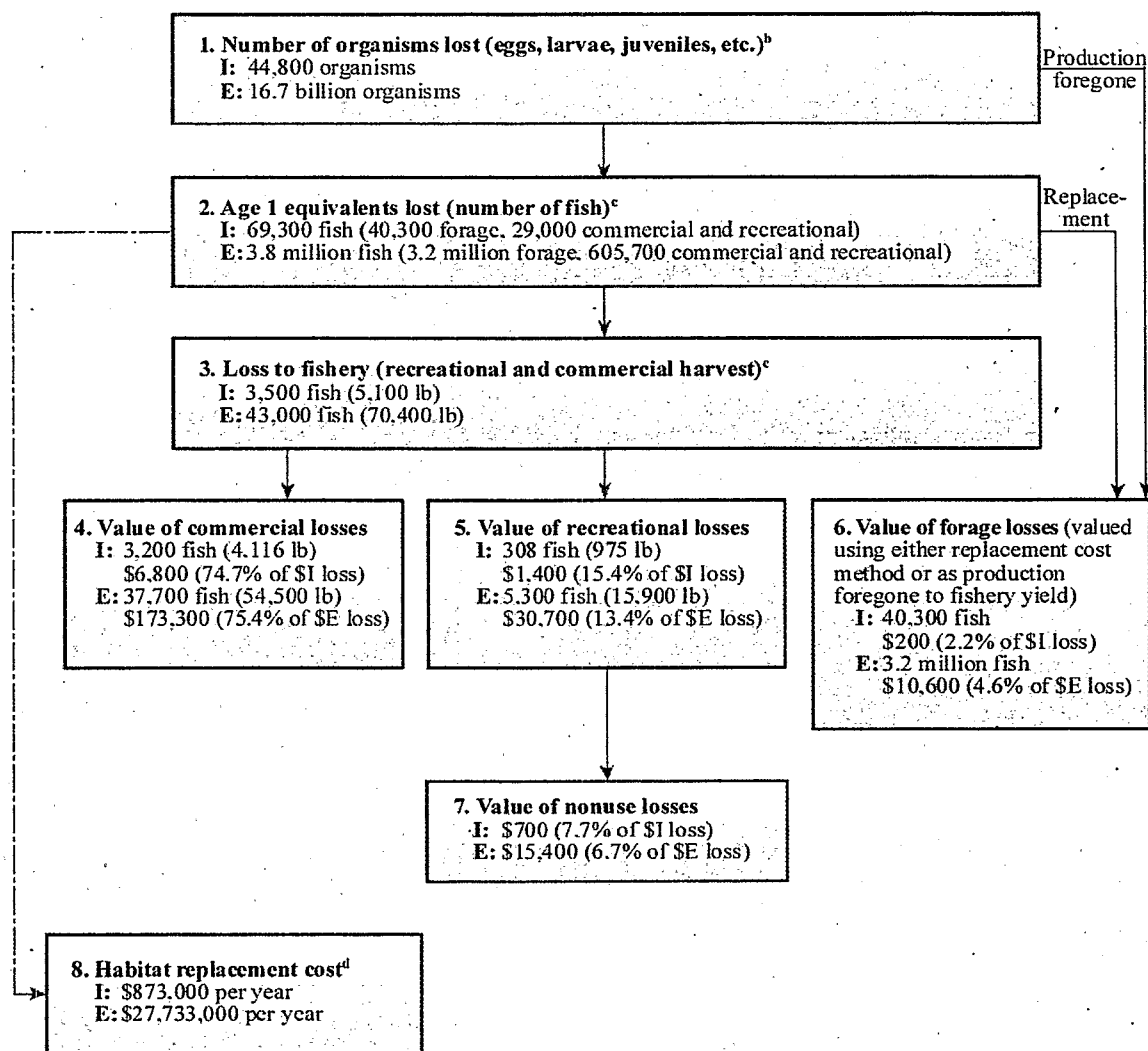 1. Number of organisms lost (eggs, larvae, juveniles, etc.)b
I: 44,800 organisms
E: 16.7 billion organisms
Production
foregone
2. Age 1 equivalents lost (number of fish)c
I: 69,300 fish (40,300 forage, 29,000 commercial and recreational)
E: 3.8 million fish (3.2 million forage, 605,700 commercial and recreational)
Replace-
ment
3. Loss to fishery (recreational and commercial harvest)c
I: 3,500 fish (5,100 lb)
E: 43,000 fish (70,400 lb)
4. Value of commercial losses
I: 3,200 fish (4,116 lb)
$6,800 (74.7% of $I loss)
E: 37,700 fish (54,500 lb)
$173,300 (75.4% of $E loss)
5. Value of recreational losses
I: 308 fish (975 lb)
$1,400 (15.4% of $I loss)
E: 5,300 fish (15,900 lb)
$30,700 (13.4% of $E loss)
6. Value of forage losses (valued
using either replacement cost
method or as production
foregone to fishery yield)
I: 40,300 fish
$200 (2.2% of $I loss)
E: 3.2 million fish
$10,600 (4.6% of $E loss)
7. Value of nonuse losses
I: $700 (7.7% of $I loss)
E: $15,400 (6.7% of $E loss)
8. Habitat replacement costd
I: $873,000 per year
E: $27,733,000 per year